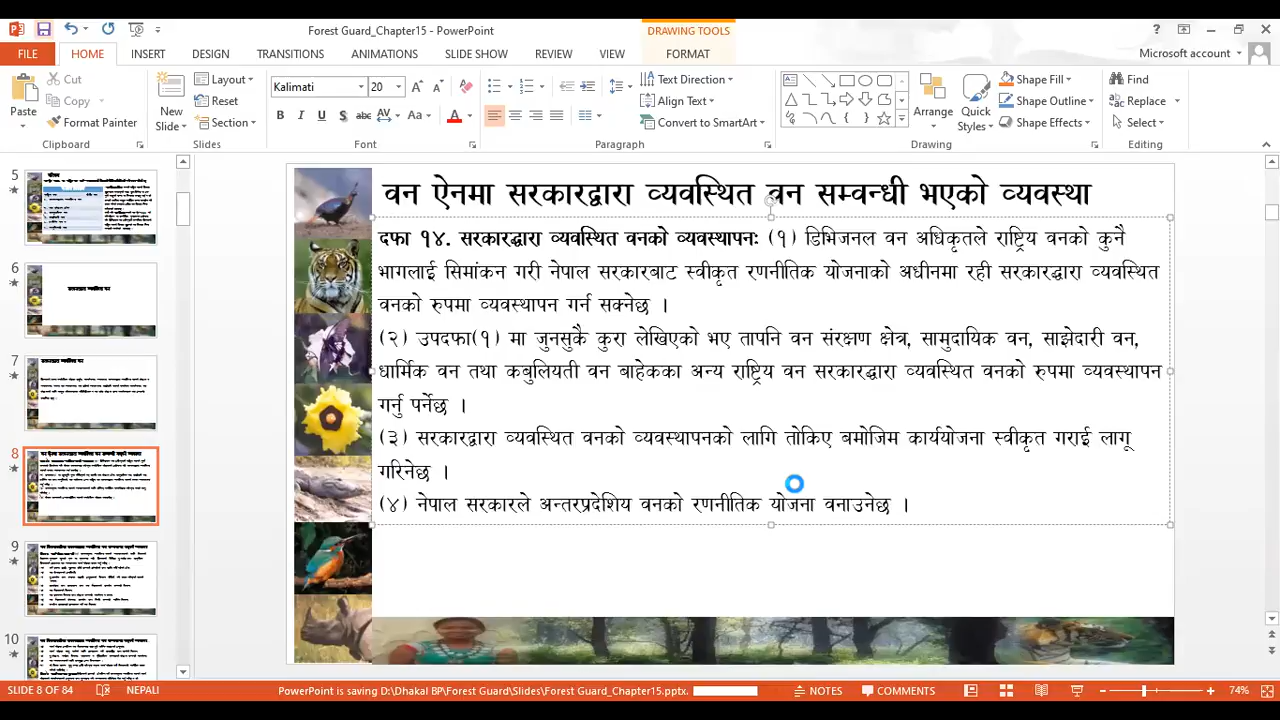 Forest Guard_Chapter15 - PowerPoint
DRAWING TOOLS
FILE HOME INSERT DESIGN TRANSITIONS ANIMATIONS SLIDE SHOW REVIEW VIEW FORMAT
Microsoft account
Paste
Cut
Copy
Format Painter
Clipboard
New Slide
Layout
Reset
Section
Slides
Kalimati 20
Font
Text Direction
Align Text
Convert to SmartArt
Paragraph
Arrange
Quick Styles
Shape Fill
Shape Outline
Shape Effects
Drawing
Find
Replace
Select
Editing
5
6
7
8
9
10
वन ऐनमा सरकारद्वारा व्यवस्थित वन सम्वन्धी भएको व्यवस्था
दफा १४. सरकारद्धारा व्यवस्थित वनको व्यवस्थापनः (१) डिभिजनल वन अधिकृतले राष्ट्रिय वनको कुनै
भागलाई सिमांकन गरी नेपाल सरकारबाट स्वीकृत रणनीतिक योजनाको अधीनमा रही सरकारद्धारा व्यवस्थित
वनको रुपमा व्यवस्थापन गर्न सक्नेछ ।
(२) उपदफा(१) मा जुनसुकै कुरा लेखिएको भए तापनि वन संरक्षण क्षेत्र, सामुदायिक वन, साझेदारी वन,
धार्मिक वन तथा कबुलियती वन बाहेकका अन्य राष्ट्रिय वन सरकारद्धारा व्यवस्थित वनको रुपमा व्यवस्थापन
गर्नु पर्नेछ ।
(३) सरकारद्वारा व्यवस्थित वनको व्यवस्थापनको लागि तोकिए बमोजिम कार्ययोजना स्वीकृत गराई लागू
गरिनेछ ।
(४) नेपाल सरकारले अन्तरप्रदेशिय वनको रणनीतिक योजना वनाउनेछ ।
SLIDE 8 OF 84 NEPALI PowerPoint is saving D:\Dhakal BP\Forest Guard\Slides\Forest Guard_Chapter15.pptx. NOTES COMMENTS 74%